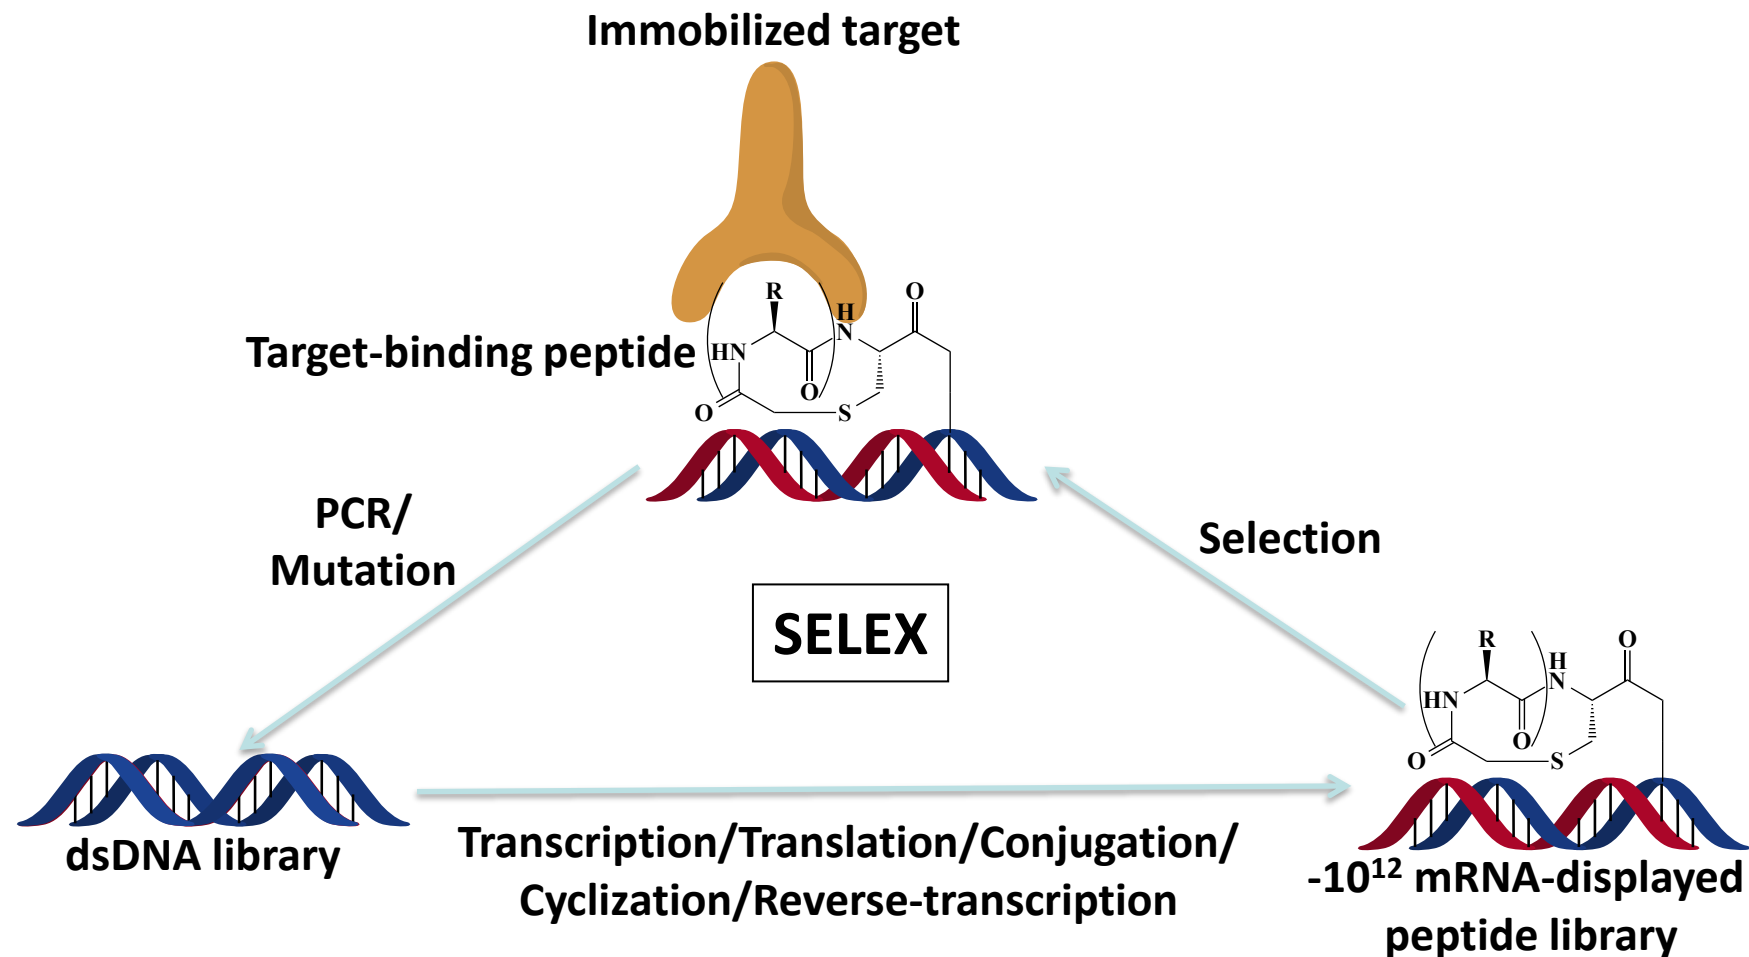 Immobilized target
R
H
N
O
Target-binding peptide
HN
O
O
S
PCR/
Mutation
Selection
SELEX
R
H
N
O
HN
O
O
S
dsDNA library
Transcription/Translation/Conjugation/
Cyclization/Reverse-transcription
-10¹² mRNA-displayed
peptide library